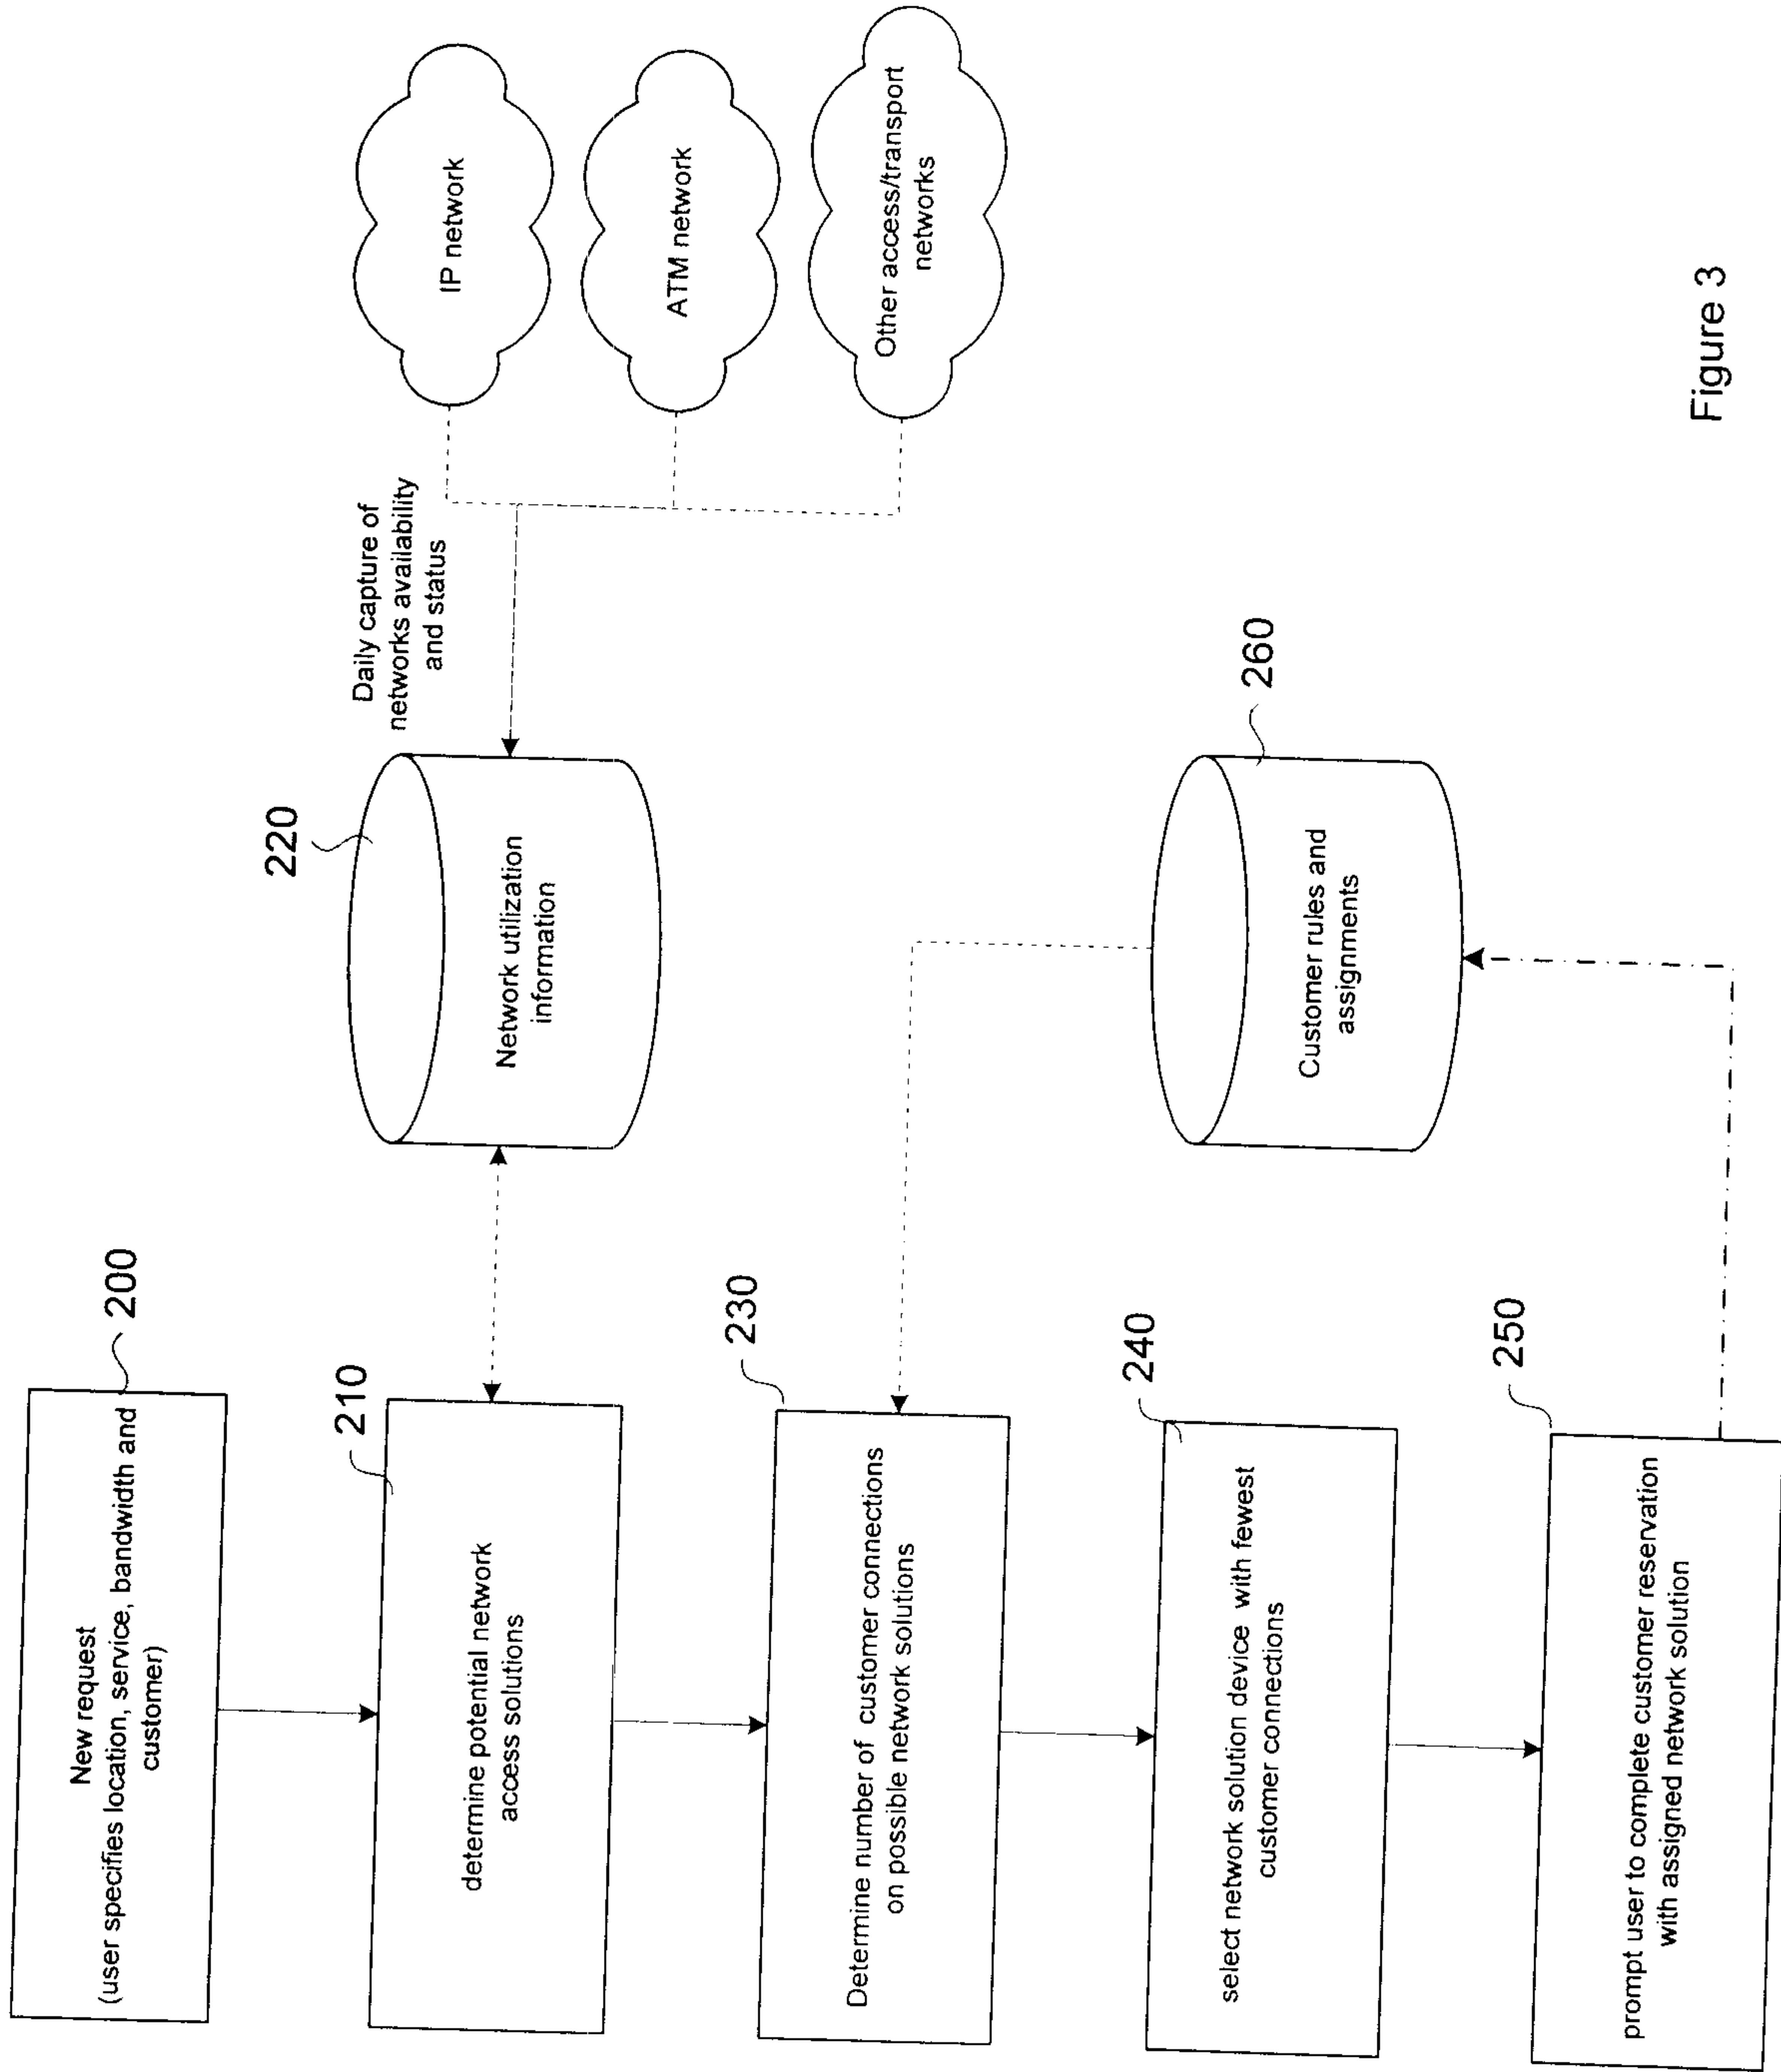 200
New request
(user specifies location, service, bandwidth and
customer)
210
determine potential network
access solutions
220
Network utilization
information
Daily capture of
networks availability
and status
IP network
ATM network
Other access/transport
networks
230
Determine number of customer connections
on possible network solutions
240
select network solution device with fewest
customer connections
250
prompt user to complete customer reservation
with assigned network solution
260
Customer rules and
assignments
Figure 3